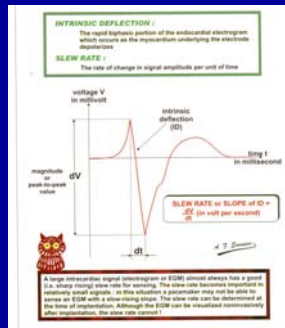 INTRINSIC DEFLECTION :
The rapid biphasic portion of the endocardial electrogram
which occurs as the myocardium underlying the electrode
depolarizes
SLEW RATE :
The rate of change in signal amplitude per unit of time
voltage V
in millivolt
intrinsic
deflection
(ID)
time t
in millisecond
magnitude
or
peak-to-peak
value
dV
dt
SLEW RATE or SLOPE of ID =
dV
dt
(in volt per second)
A large intracardiac signal (electrogram or EGM) almost always has a good
(i.e. sharp rising) slew rate for sensing. The slew rate becomes important in
relatively small signals : in this situation a pacemaker may not be able to
sense an EGM with a slow-rising slope. The slew rate can be determined at
the time of implantation. Although the EGM can be visualized noninvasively
after implantation, the slew rate cannot !